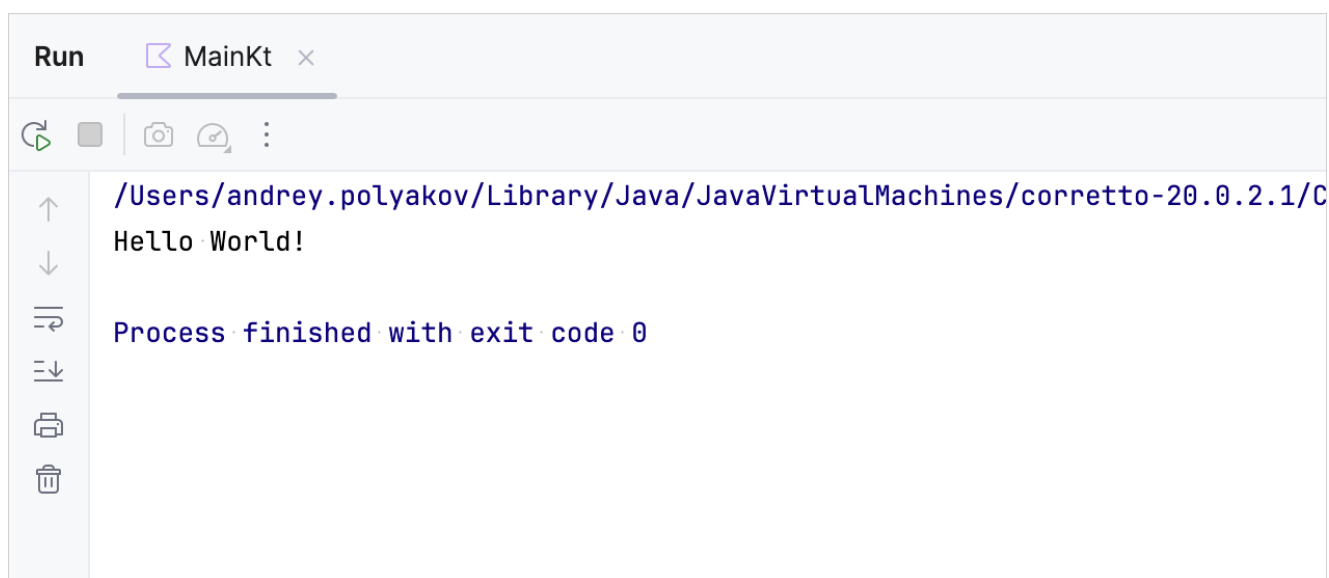 Run MainKt
/Users/andrey.polyakov/Library/Java/JavaVirtualMachines/corretto-20.0.2.1/C
Hello World!
Process finished with exit code 0